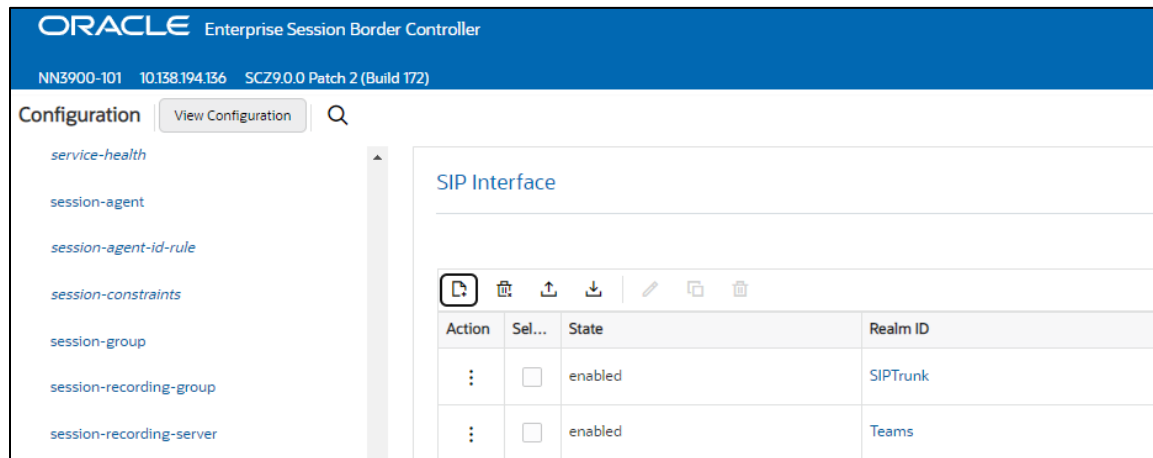 ORACLE Enterprise Session Border Controller
NN3900-101 10.138.194.136 SCZ9.0.0 Patch 2 (Build 172)
Configuration View Configuration
service-health
session-agent
session-agent-id-rule
session-constraints
session-group
session-recording-group
session-recording-server
SIP Interface
Action Sel... State Realm ID
enabled SIPTrunk
enabled Teams